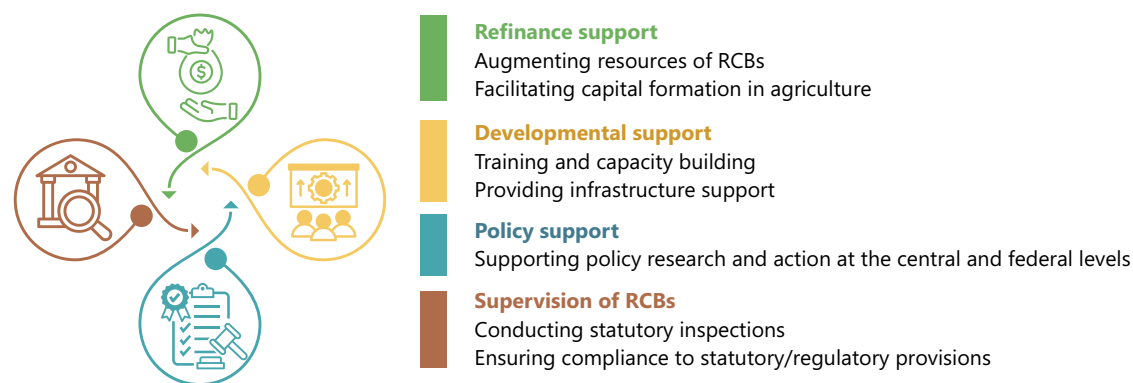 $
Refinance support
Augmenting resources of RCBs
Facilitating capital formation in agriculture
Developmental support
Training and capacity building
Providing infrastructure support
Policy support
Supporting policy research and action at the central and federal levels
Supervision of RCBs
Conducting statutory inspections
Ensuring compliance to statutory/regulatory provisions